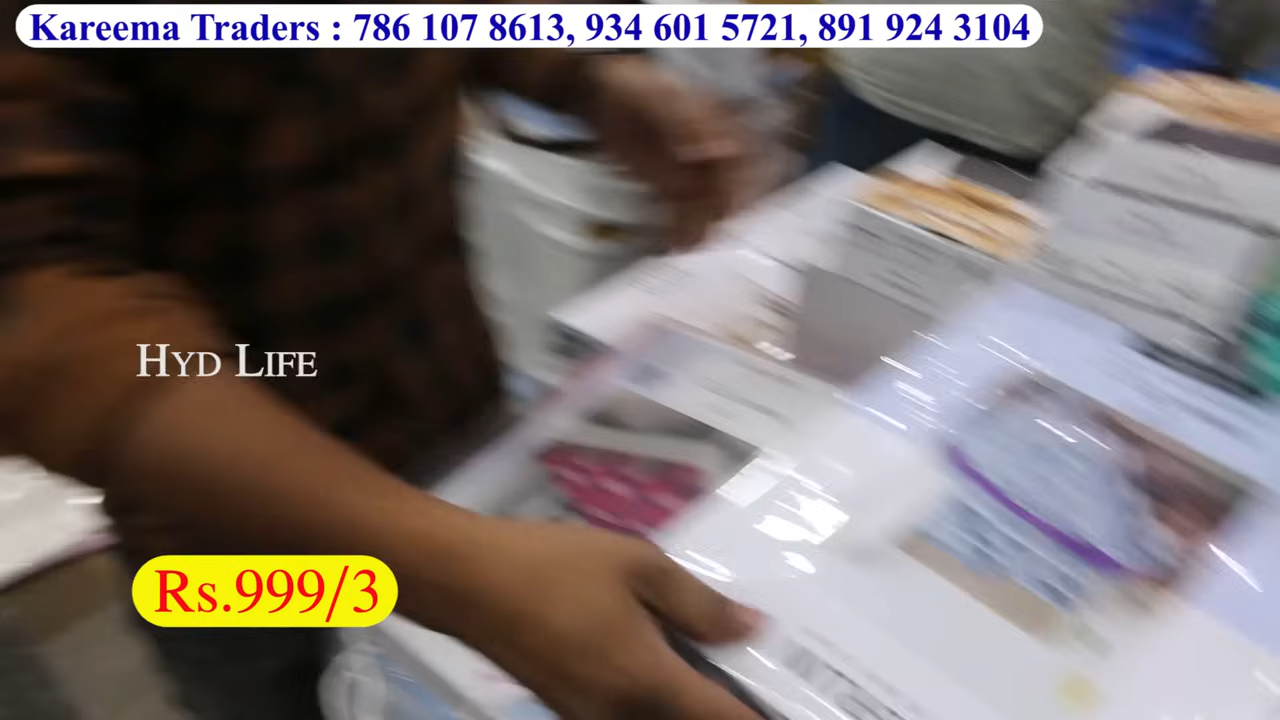 Kareema Traders : 786 107 8613, 934 601 5721, 891 924 3104
HYD LIFE
Rs.999/3